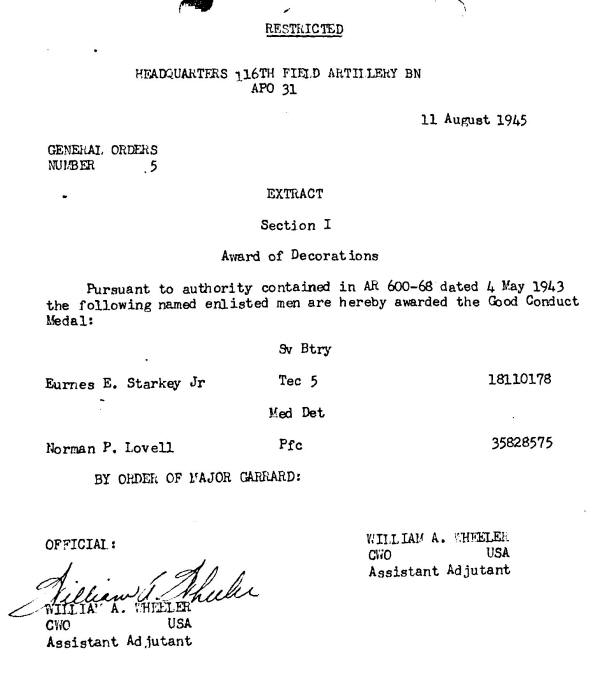 RESTRICTED
HEADQUARTERS 116TH FIELD ARTILLERY BN
APO 31
11 August 1945
GENERAL ORDERS
NUMBER 5
EXTRACT
Section I
Award of Decorations
Pursuant to authority contained in AR 600-68 dated 4 May 1943
the following named enlisted men are hereby awarded the Good Conduct
Medal:
Sv Btry
Eurnes E. Starkey Jr Tec 5 18110178
Med Det
Norman P. Lovell Pfc 35828575
BY ORDER OF MAJOR GARRARD:
WILLIAM A. WHEELER
CWO USA
Assistant Adjutant
OFFICIAL:
William A. Wheeler
WILLIAM A. WHEELER
CWO USA
Assistant Adjutant